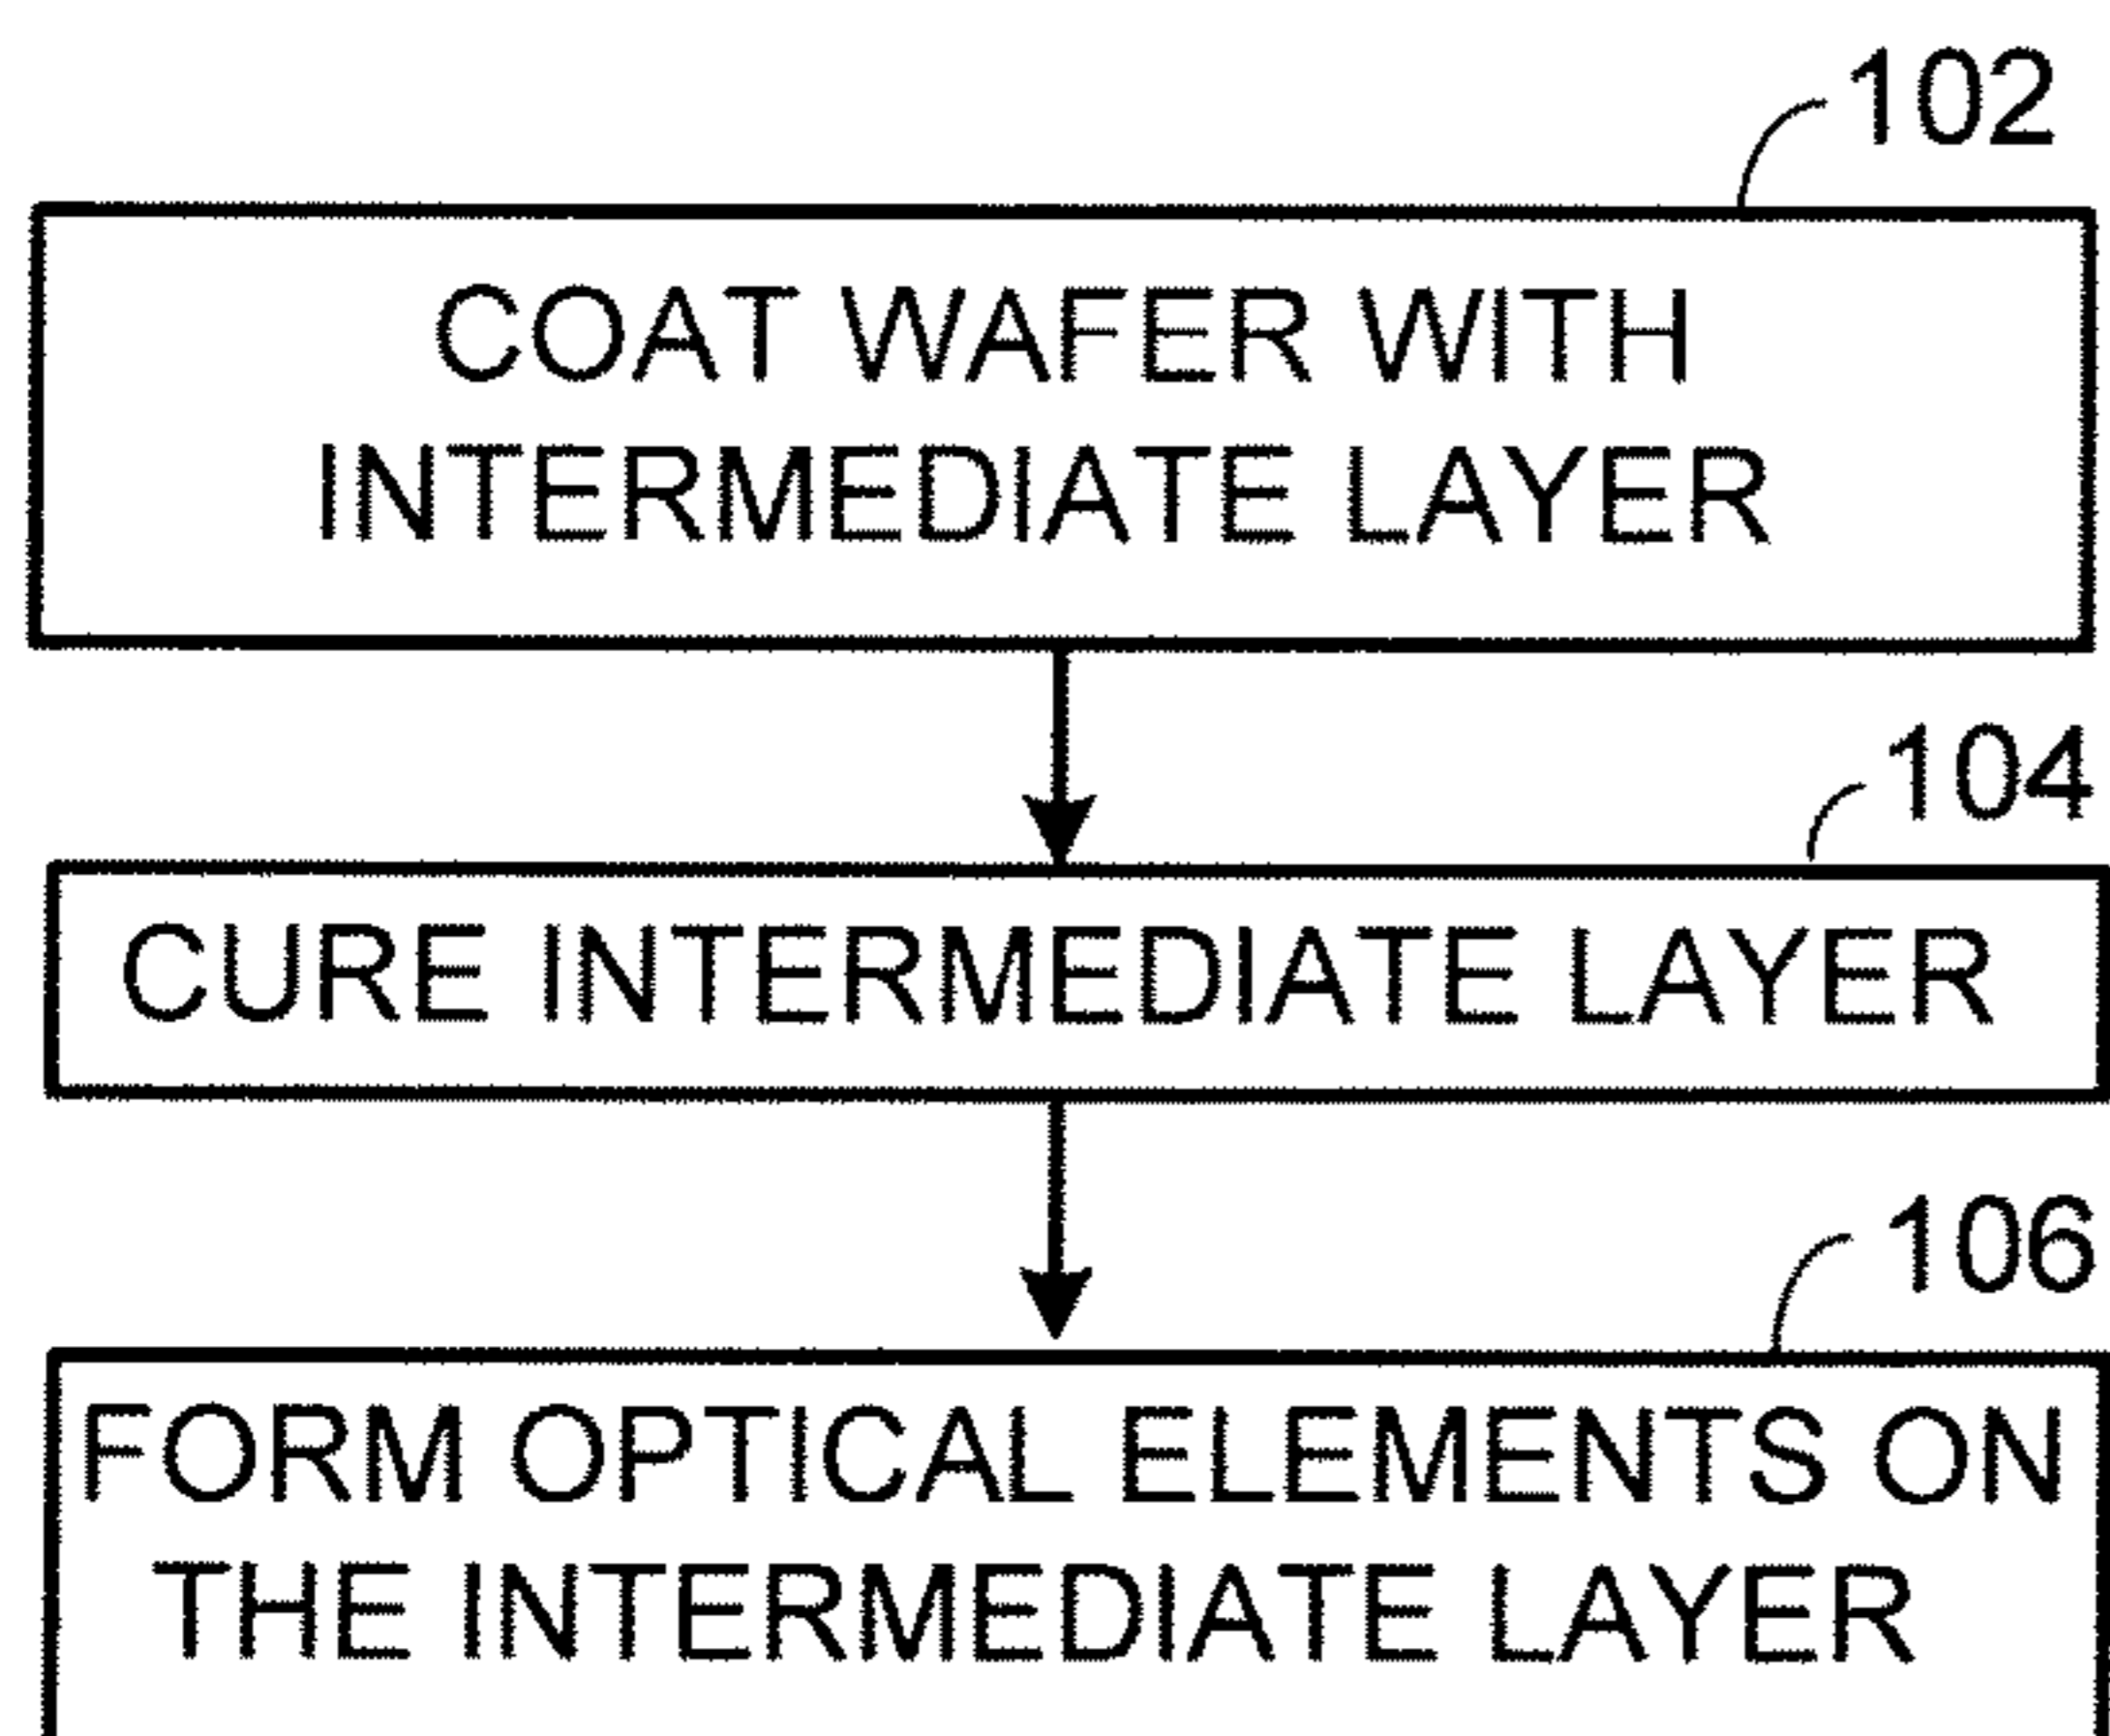 102
COAT WAFER WITH
INTERMEDIATE LAYER
104
CURE INTERMEDIATE LAYER
106
FORM OPTICAL ELEMENTS ON
THE INTERMEDIATE LAYER